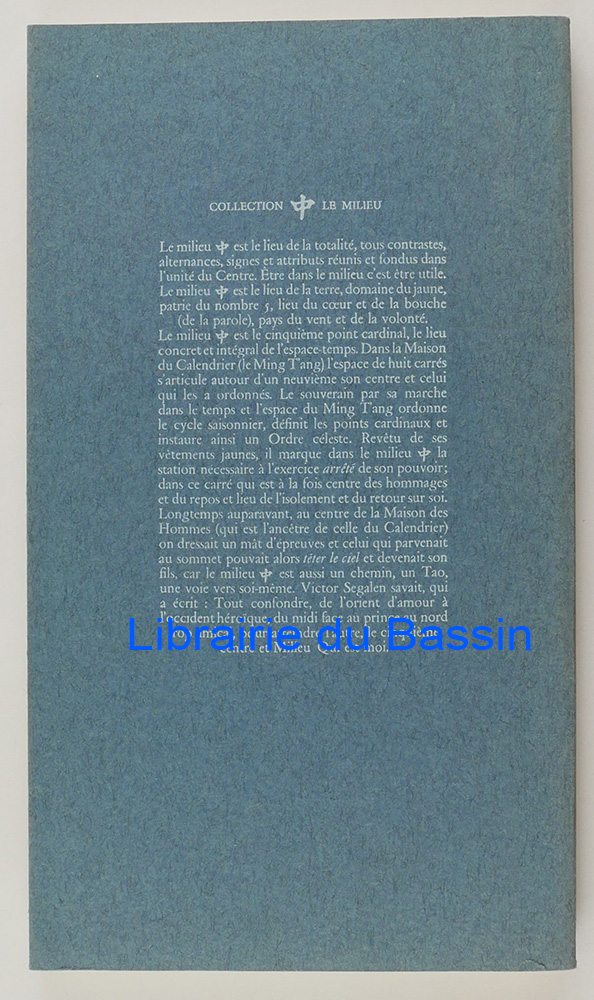 COLLECTION 中 LE MILIEU
Le milieu 中 est le lieu de la totalité, tous contrastes,
alternances, signes et attributs réunis et fondus dans
l'unité du Centre. Être dans le milieu c'est être utile.
Le milieu 中 est le lieu de la terre, domaine du jaune,
patrie du nombre 5, lieu du cœur et de la bouche
(de la parole), pays du vent et de la volonté.
Le milieu 中 est le cinquième point cardinal, le lieu
concret et intégral de l'espace-temps. Dans la Maison
du Calendrier (le Ming T'ang) l'espace de huit carrés
s'articule autour d'un neuvième son centre et celui
qui les a ordonnés. Le souverain par sa marche
dans le temps et l'espace du Ming T'ang ordonne
le cycle saisonnier, définit les points cardinaux et
instaure ainsi un Ordre céleste. Revêtu de ses
vêtements jaunes, il marque dans le milieu 中 la
station nécessaire à l'exercice arrêté de son pouvoir;
dans ce carré qui est à la fois centre des hommages
et du repos et lieu de l'isolement et du retour sur soi.
Longtemps auparavant, au centre de la Maison des
Hommes (qui est l'ancêtre de celle du Calendrier)
on dressait un mât d'épreuves et celui qui parvenait
au sommet pouvait alors téter le ciel et devenait son
fils, car le milieu 中 est aussi un chemin, un Tao,
une voie vers soi-même. Victor Segalen savait, qui
a écrit : Tout confondre, de l'orient d'amour à
l'occident héroïque, du midi face au prince au nord
l'autre, le cinquième,
centre et Milieu Qui est moi.
Librairie du Bassin